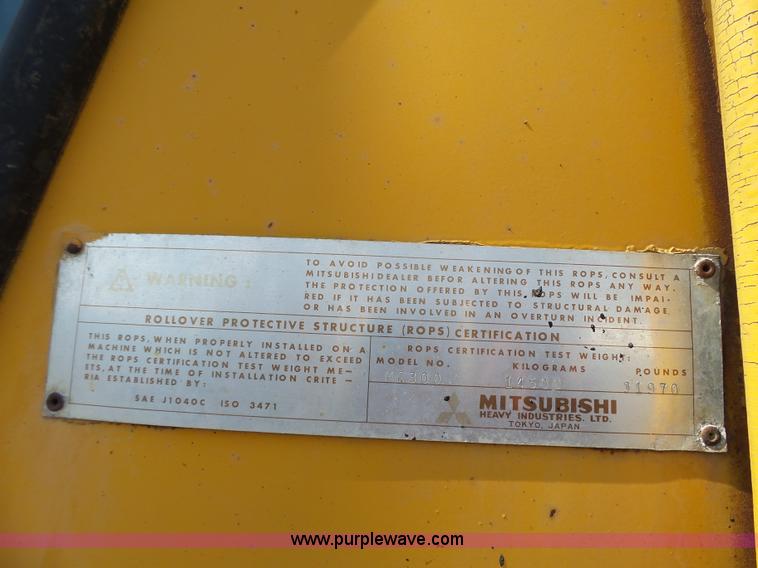 WARNING :
TO AVOID POSSIBLE WEAKENING OF THIS ROPS, CONSULT A
MITSUBISHI DEALER BEFOR ALTERING THIS ROPS ANY WAY.
THE PROTECTION OFFERED BY THIS ROPS WILL BE IMPAI-
RED IF IT HAS BEEN SUBJECTED TO STRUCTURAL DAMAGE
OR HAS BEEN INVOLVED IN AN OVERTURN INCIDENT.
ROLLOVER PROTECTIVE STRUCTURE (ROPS) CERTIFICATION
THIS ROPS, WHEN PROPERLY INSTALLED ON A
MACHINE WHICH IS NOT ALTERED TO EXCEED
THE ROPS CERTIFICATION TEST WEIGHT ME-
ETS, AT THE TIME OF INSTALLATION CRITE-
RIA ESTABLISHED BY:
SAE J1040C ISO 3471
ROPS CERTIFICATION TEST WEIGHT:
MODEL NO. KILOGRAMS POUNDS
31970
MITSUBISHI
HEAVY INDUSTRIES. LTD.
TOKYO, JAPAN
www.purplewave.com